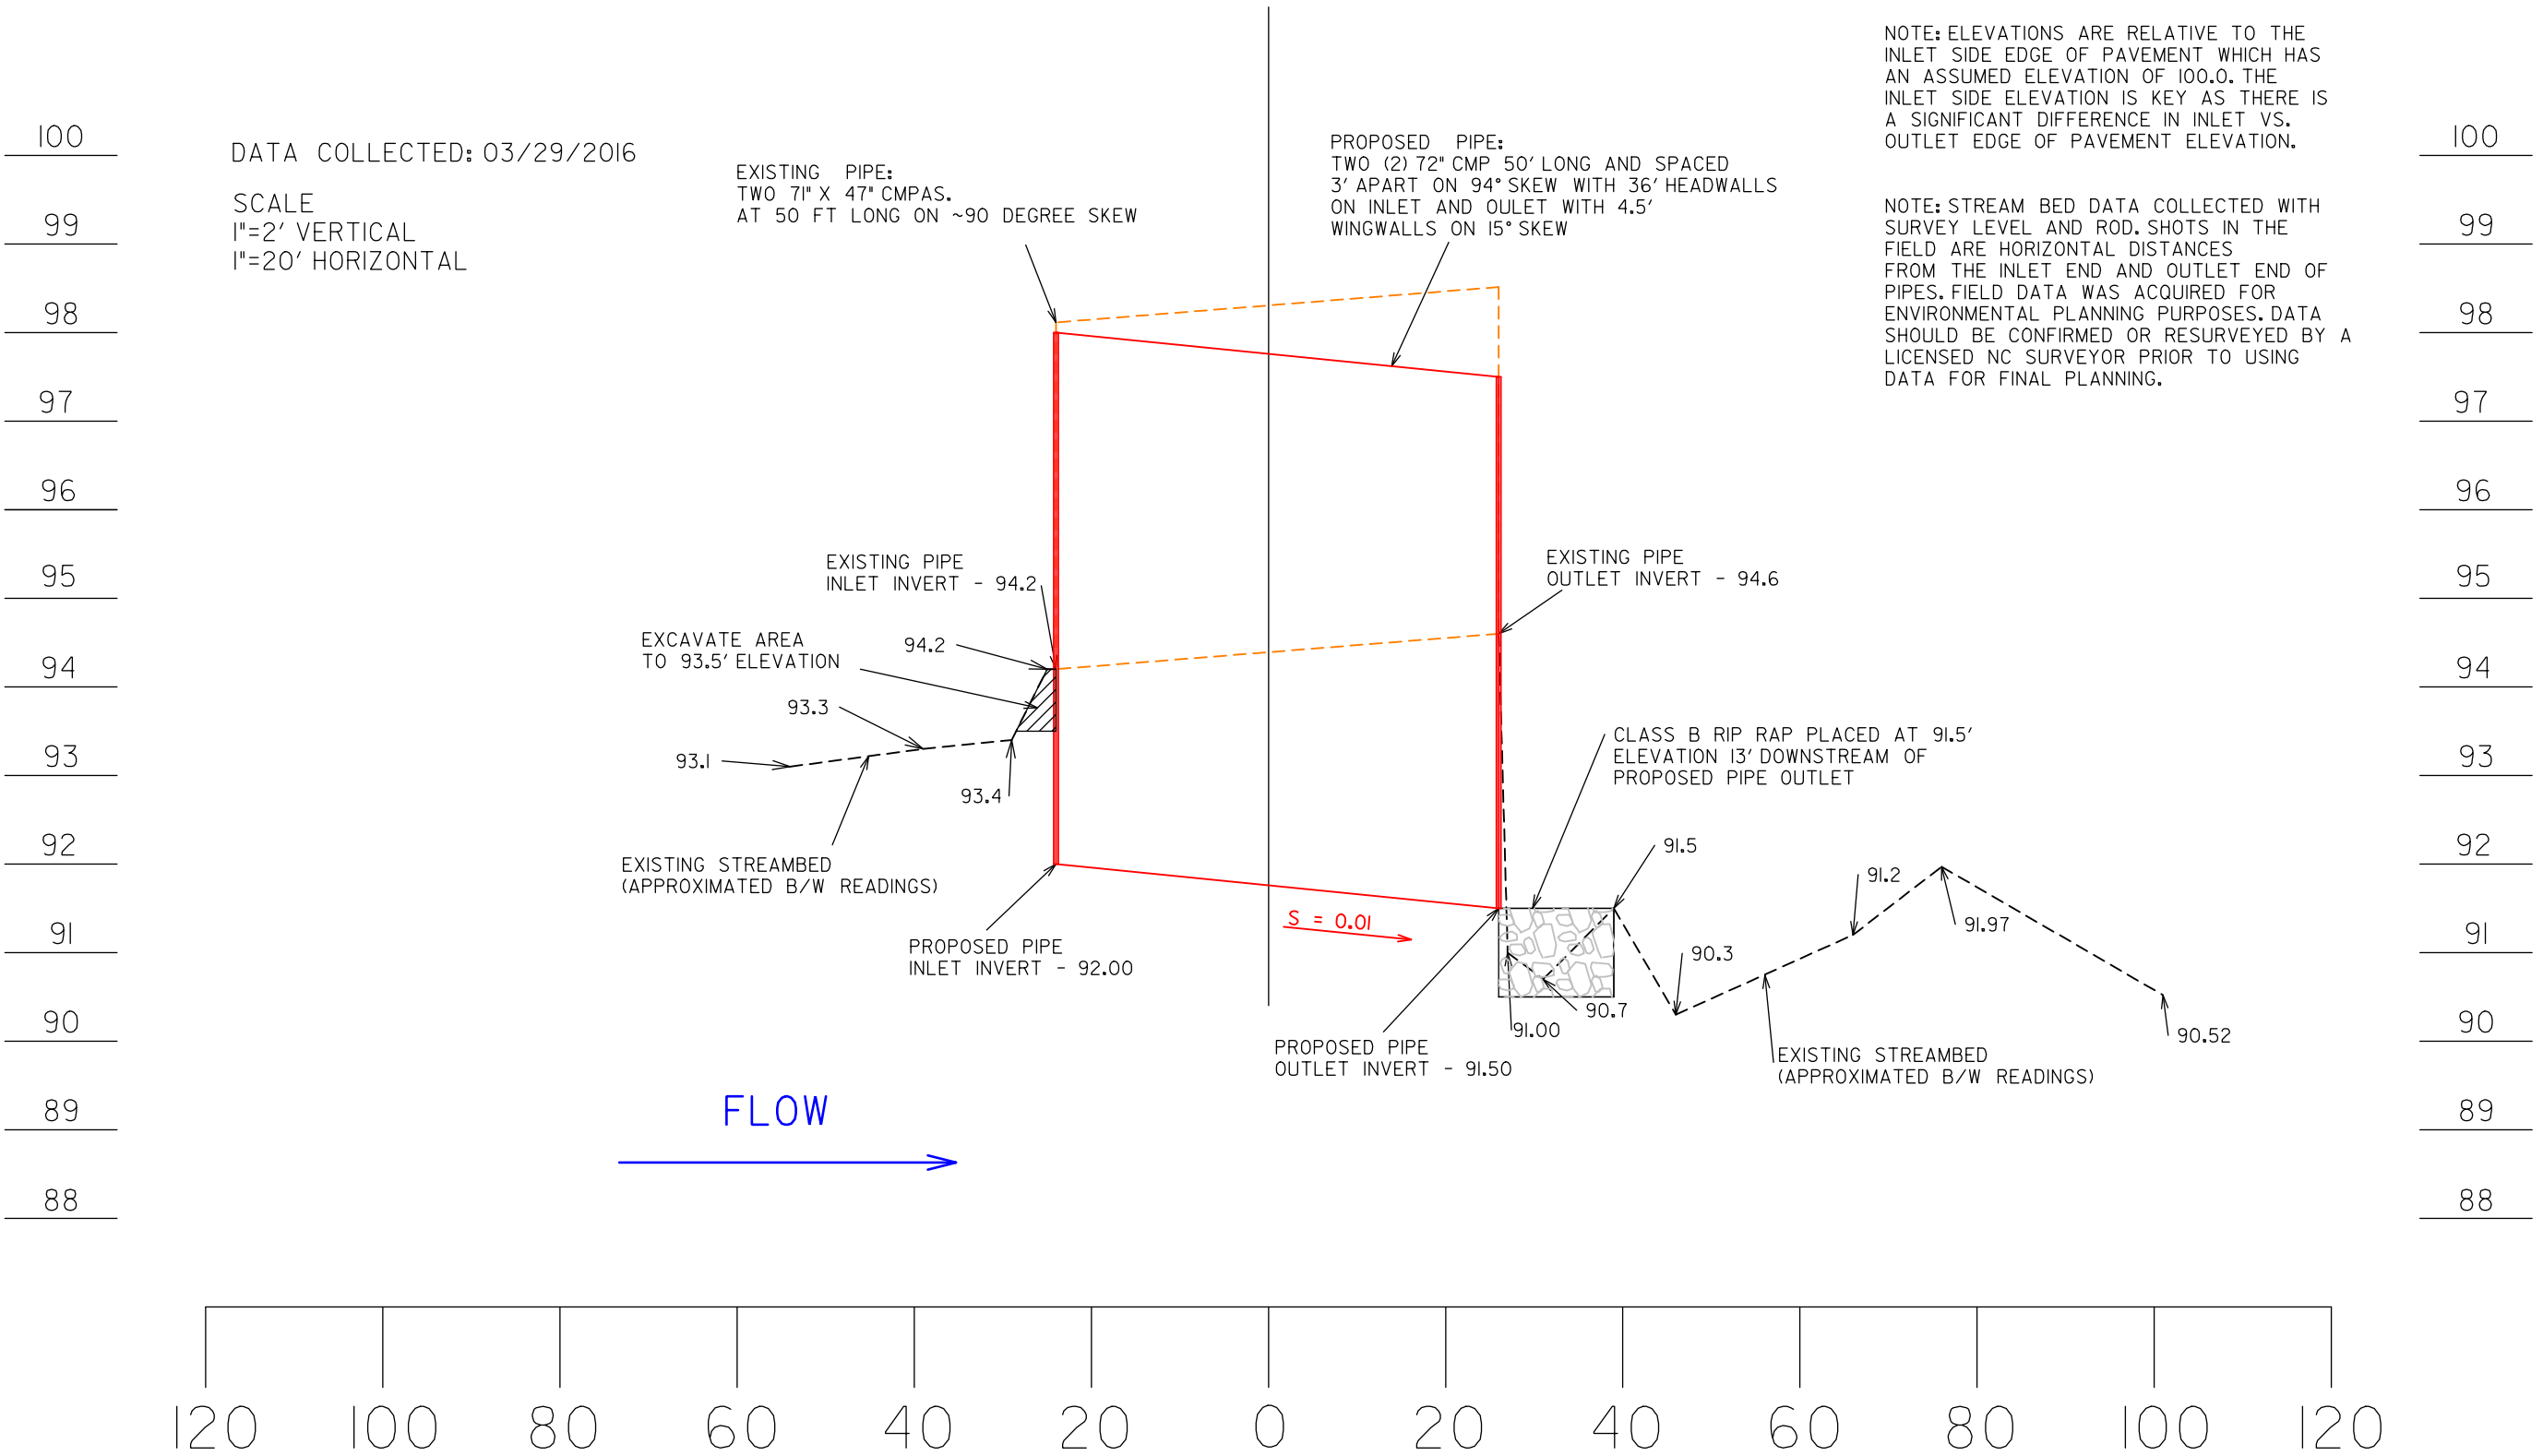 NOTE: ELEVATIONS ARE RELATIVE TO THE
INLET SIDE EDGE OF PAVEMENT WHICH HAS
AN ASSUMED ELEVATION OF 100.0. THE
INLET SIDE ELEVATION IS KEY AS THERE IS
A SIGNIFICANT DIFFERENCE IN INLET VS.
OUTLET EDGE OF PAVEMENT ELEVATION.
NOTE: STREAM BED DATA COLLECTED WITH
SURVEY LEVEL AND ROD. SHOTS IN THE
FIELD ARE HORIZONTAL DISTANCES
FROM THE INLET END AND OUTLET END OF
PIPES. FIELD DATA WAS ACQUIRED FOR
ENVIRONMENTAL PLANNING PURPOSES. DATA
SHOULD BE CONFIRMED OR RESURVEYED BY A
LICENSED NC SURVEYOR PRIOR TO USING
DATA FOR FINAL PLANNING.
DATA COLLECTED: 03/29/2016
SCALE
1"=2' VERTICAL
1"=20' HORIZONTAL
EXISTING PIPE:
TWO 71" X 47" CMPAS.
AT 50 FT LONG ON ~90 DEGREE SKEW
PROPOSED PIPE:
TWO (2) 72" CMP 50' LONG AND SPACED
3' APART ON 94° SKEW WITH 36' HEADWALLS
ON INLET AND OULET WITH 4.5'
WINGWALLS ON 15° SKEW
100
99
98
97
96
95
94
93
92
91
90
89
88
100
99
98
97
96
95
94
93
92
91
90
89
88
EXISTING PIPE
INLET INVERT - 94.2
EXCAVATE AREA
TO 93.5' ELEVATION
94.2
93.3
93.1
93.4
EXISTING STREAMBED
(APPROXIMATED B/W READINGS)
PROPOSED PIPE
INLET INVERT - 92.00
S = 0.01
EXISTING PIPE
OUTLET INVERT - 94.6
CLASS B RIP RAP PLACED AT 91.5'
ELEVATION 13' DOWNSTREAM OF
PROPOSED PIPE OUTLET
91.5
91.2
91.97
90.3
90.7
91.00
90.52
PROPOSED PIPE
OUTLET INVERT - 91.50
EXISTING STREAMBED
(APPROXIMATED B/W READINGS)
FLOW
120 100 80 60 40 20 0 20 40 60 80 100 120